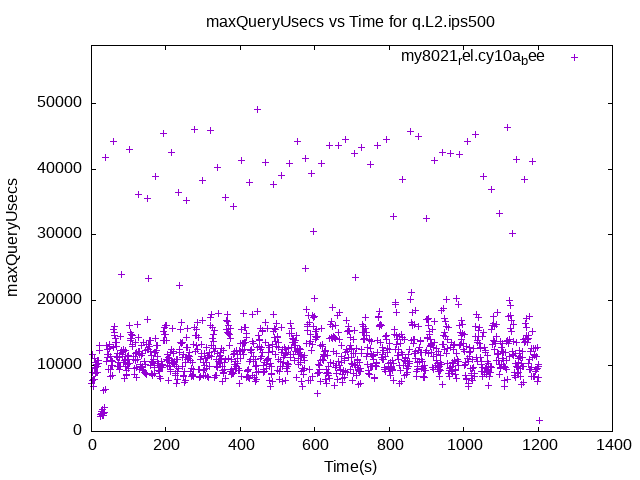 maxQueryUsecs vs Time for q.L2.ips500
my8021rel.cy10abee
50000
40000
30000
20000
10000
0
maxQueryUsecs
0 200 400 600 800 1000 1200 1400
Time(s)